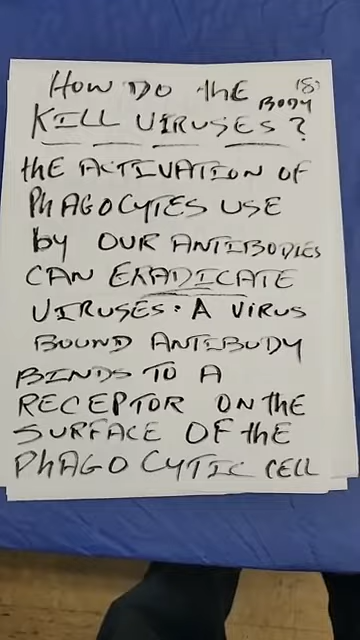 HOW DO the BODY (8)
KILL VIRUSES?
the ACTIVATION OF
PHAGOCYTES USE
by OUR ANTIBODIES
CAN ERADICATE
VIRUSES. A VIRUS
BOUND ANTIBODY
BINDS TO A
RECEPTOR ON the
SURFACE OF the
PHAGOCYTIC CELL